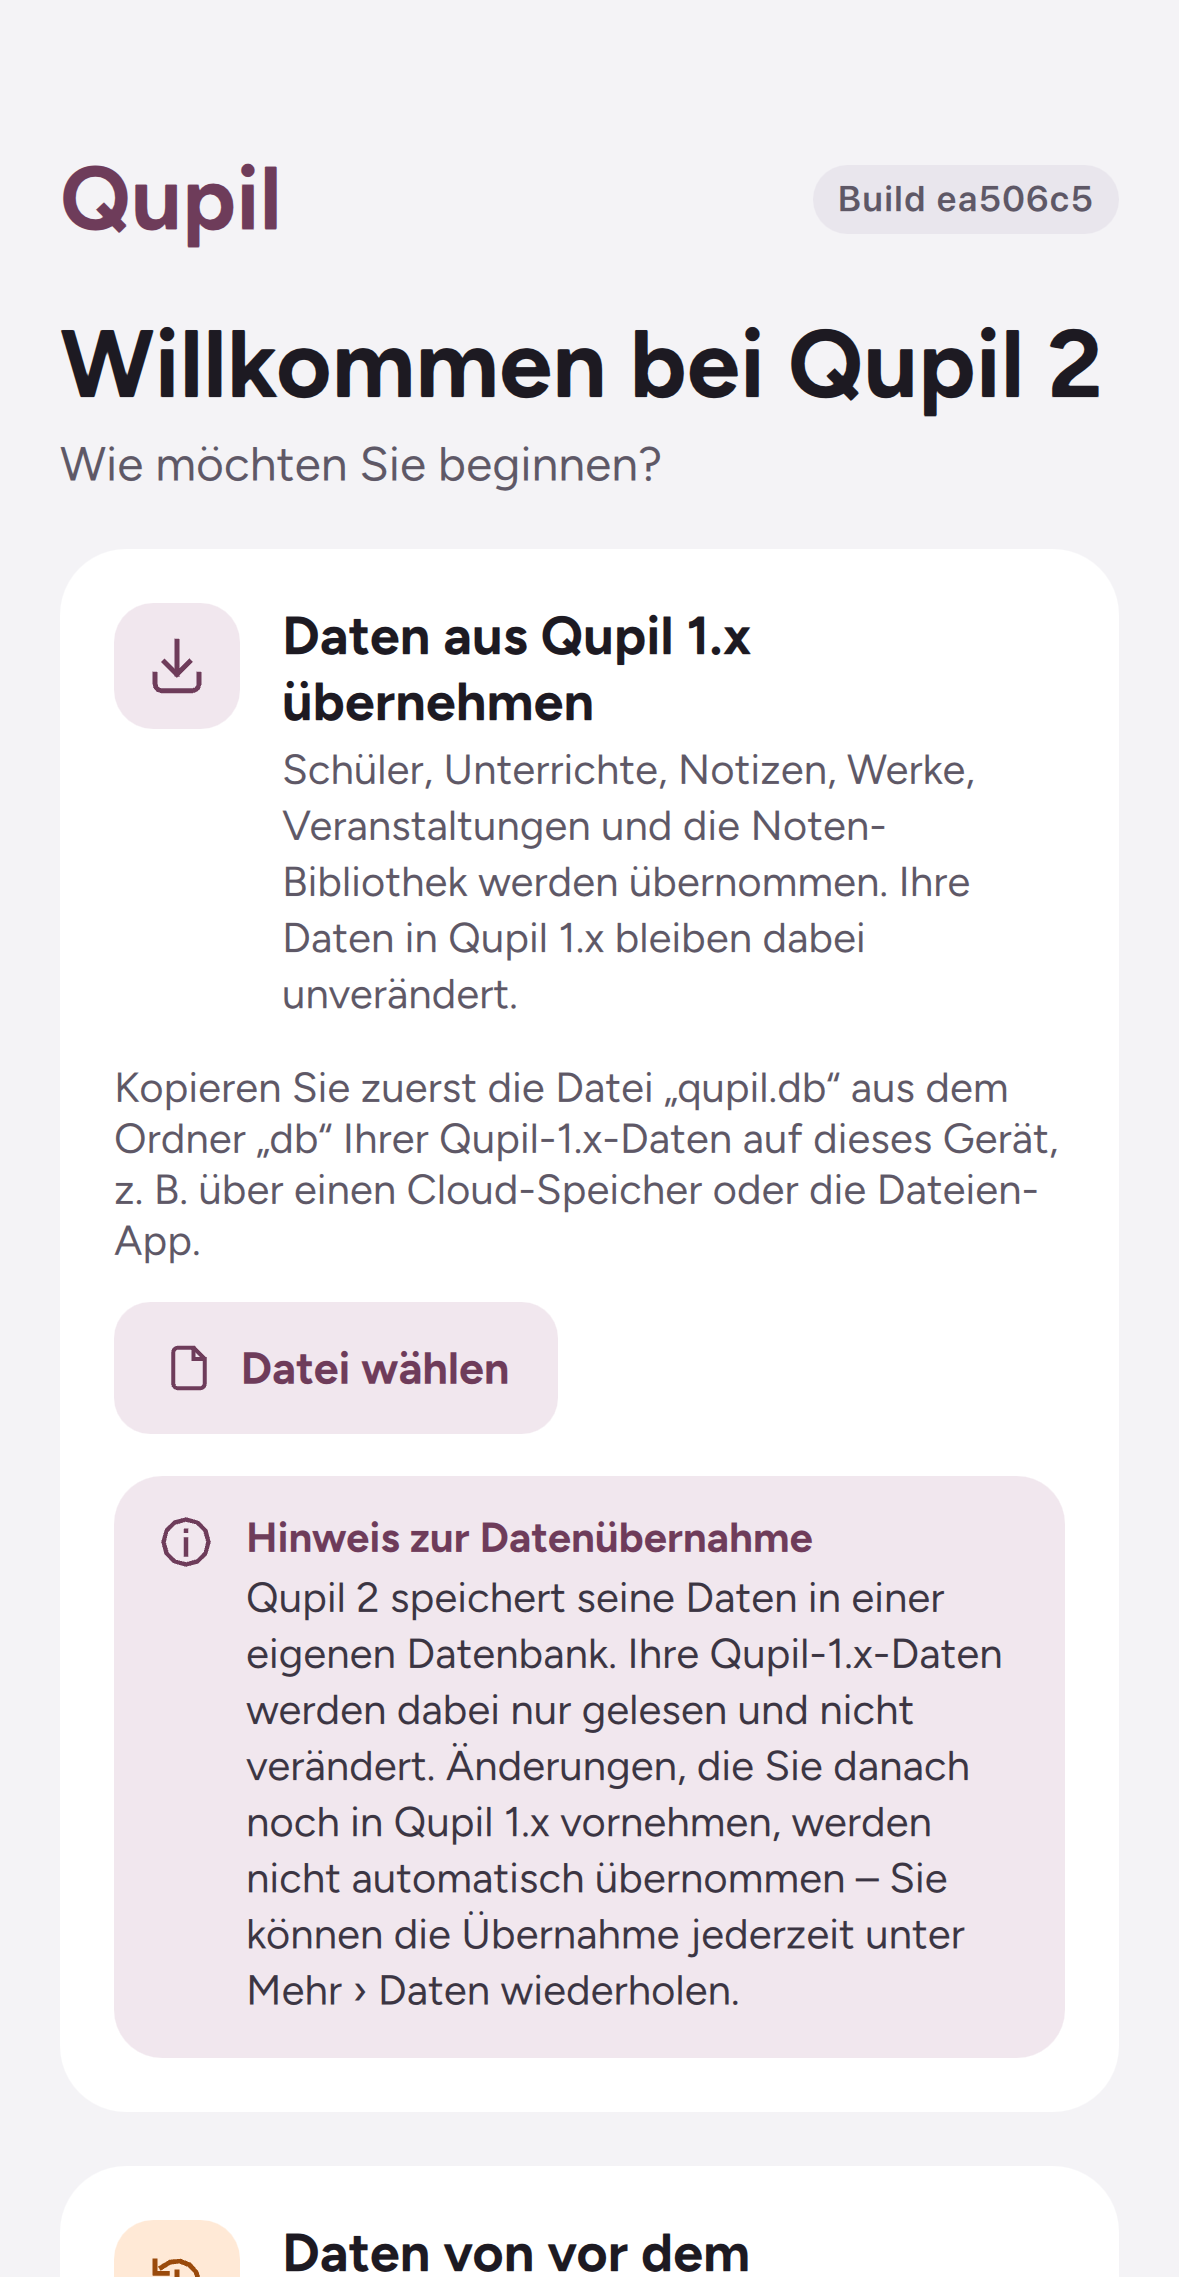 Qupil
Build ea506c5
Willkommen bei Qupil 2
Wie möchten Sie beginnen?
Daten aus Qupil 1.x
übernehmen
Schüler, Unterrichte, Notizen, Werke,
Veranstaltungen und die Noten-
Bibliothek werden übernommen. Ihre
Daten in Qupil 1.x bleiben dabei
unverändert.
Kopieren Sie zuerst die Datei „qupil.db“ aus dem
Ordner „db“ Ihrer Qupil-1.x-Daten auf dieses Gerät,
z. B. über einen Cloud-Speicher oder die Dateien-
App.
Datei wählen
Hinweis zur Datenübernahme
Qupil 2 speichert seine Daten in einer
eigenen Datenbank. Ihre Qupil-1.x-Daten
werden dabei nur gelesen und nicht
verändert. Änderungen, die Sie danach
noch in Qupil 1.x vornehmen, werden
nicht automatisch übernommen – Sie
können die Übernahme jederzeit unter
Mehr › Daten wiederholen.
Daten von vor dem